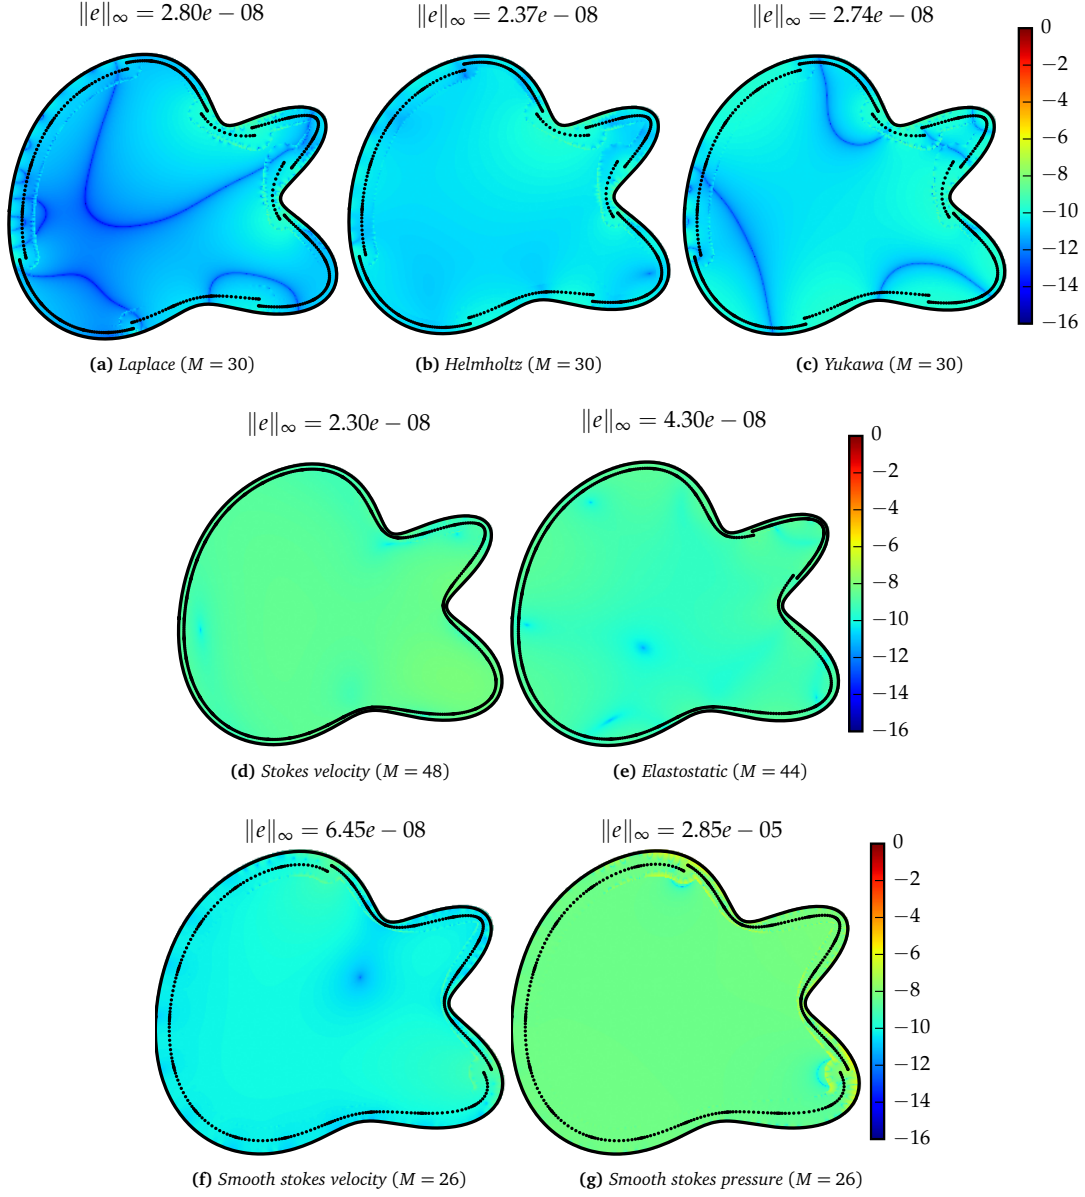 ‖e‖∞ = 2.80e − 08
‖e‖∞ = 2.37e − 08
‖e‖∞ = 2.74e − 08
0
−2
−4
−6
−8
−10
−12
−14
−16
(a) Laplace (M = 30)
(b) Helmholtz (M = 30)
(c) Yukawa (M = 30)
‖e‖∞ = 2.30e − 08
‖e‖∞ = 4.30e − 08
0
−2
−4
−6
−8
−10
−12
−14
−16
(d) Stokes velocity (M = 48)
(e) Elastostatic (M = 44)
‖e‖∞ = 6.45e − 08
‖e‖∞ = 2.85e − 05
0
−2
−4
−6
−8
−10
−12
−14
−16
(f) Smooth stokes velocity (M = 26)
(g) Smooth stokes pressure (M = 26)